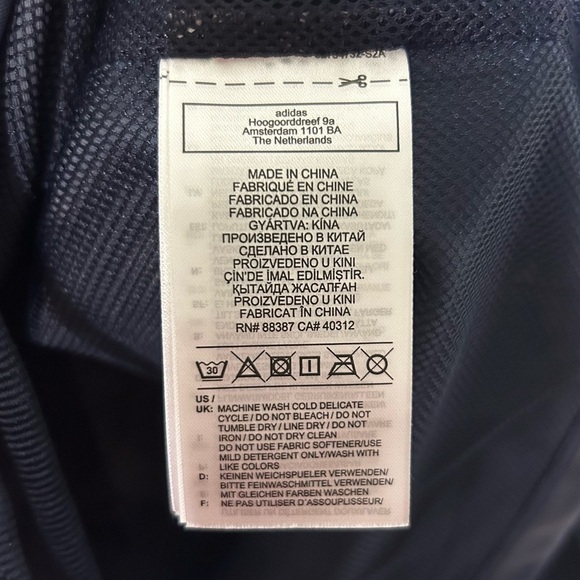 adidas
Hoogoorddreef 9a
Amsterdam 1101 BA
The Netherlands
MADE IN CHINA
FABRIQUÉ EN CHINE
FABRICADO EN CHINA
FABRICADO NA CHINA
GYÁRTVA: KÍNA
ПРОИЗВЕДЕНО В КИТАЙ
СДЕЛАНО В КИТАЕ
PROIZVEDENO U KINI
ÇİN'DE İMAL EDİLMİŞTİR.
ҚЫТАЙДА ЖАСАЛҒАН
PROIZVEDENO U KINI
FABRICAT ÎN CHINA
RN# 88387 CA# 40312
30
US /
UK: MACHINE WASH COLD DELICATE
CYCLE / DO NOT BLEACH / DO NOT
TUMBLE DRY / LINE DRY / DO NOT
IRON / DO NOT DRY CLEAN
DO NOT USE FABRIC SOFTENER/USE
MILD DETERGENT ONLY/WASH WITH
LIKE COLORS
D: KEINEN WEICHSPUELER VERWENDEN/
BITTE FEINWASCHMITTEL VERWENDEN/
MIT GLEICHEN FARBEN WASCHEN
F: NE PAS UTILISER D'ASSOUPLISSEUR/